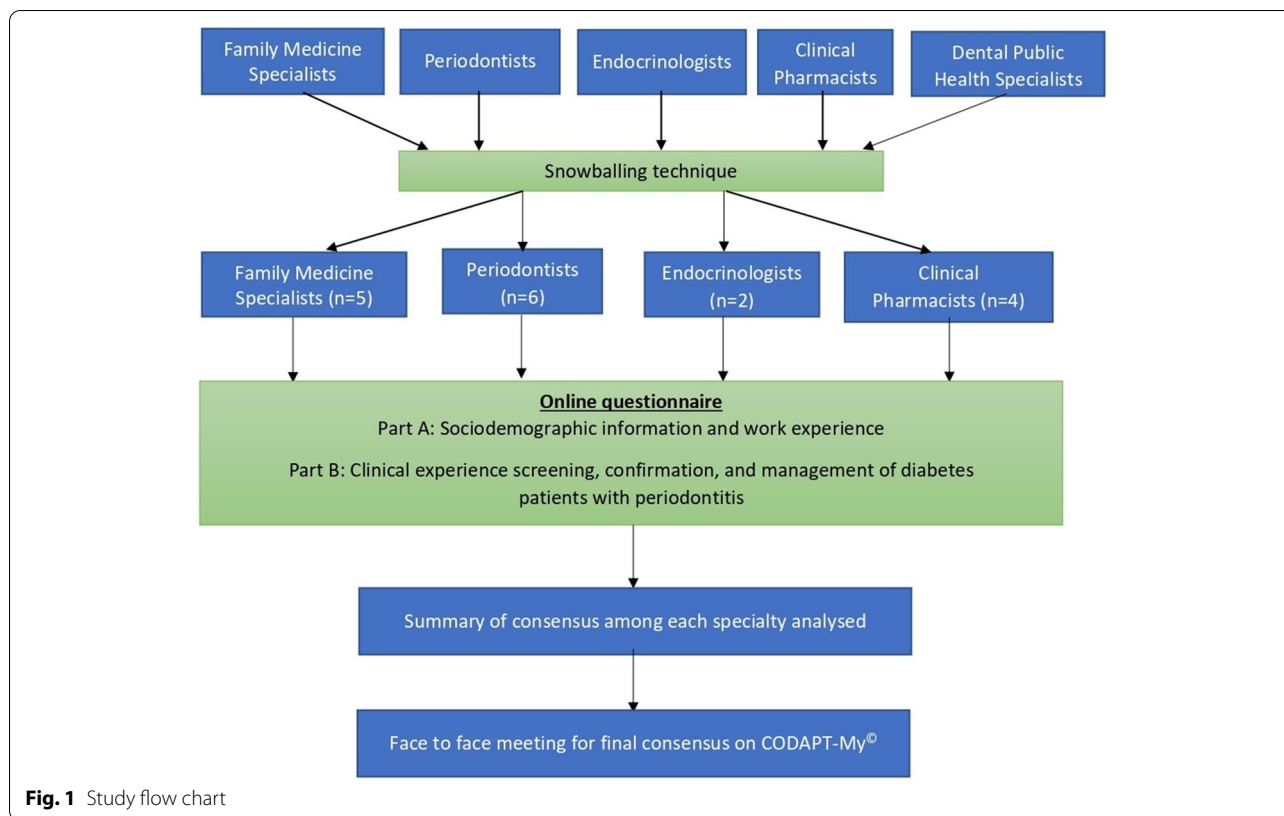 Family Medicine
Specialists
Periodontists
Endocrinologists
Clinical
Pharmacists
Dental Public
Health Specialists
Snowballing technique
Family Medicine
Specialists (n=5)
Periodontists
(n=6)
Endocrinologists
(n=2)
Clinical
Pharmacists (n=4)
Online questionnaire
Part A: Sociodemographic information and work experience
Part B: Clinical experience screening, confirmation, and management of diabetes
patients with periodontitis
Summary of consensus among each specialty analysed
Face to face meeting for final consensus on CODAPT-My©
Fig. 1 Study flow chart